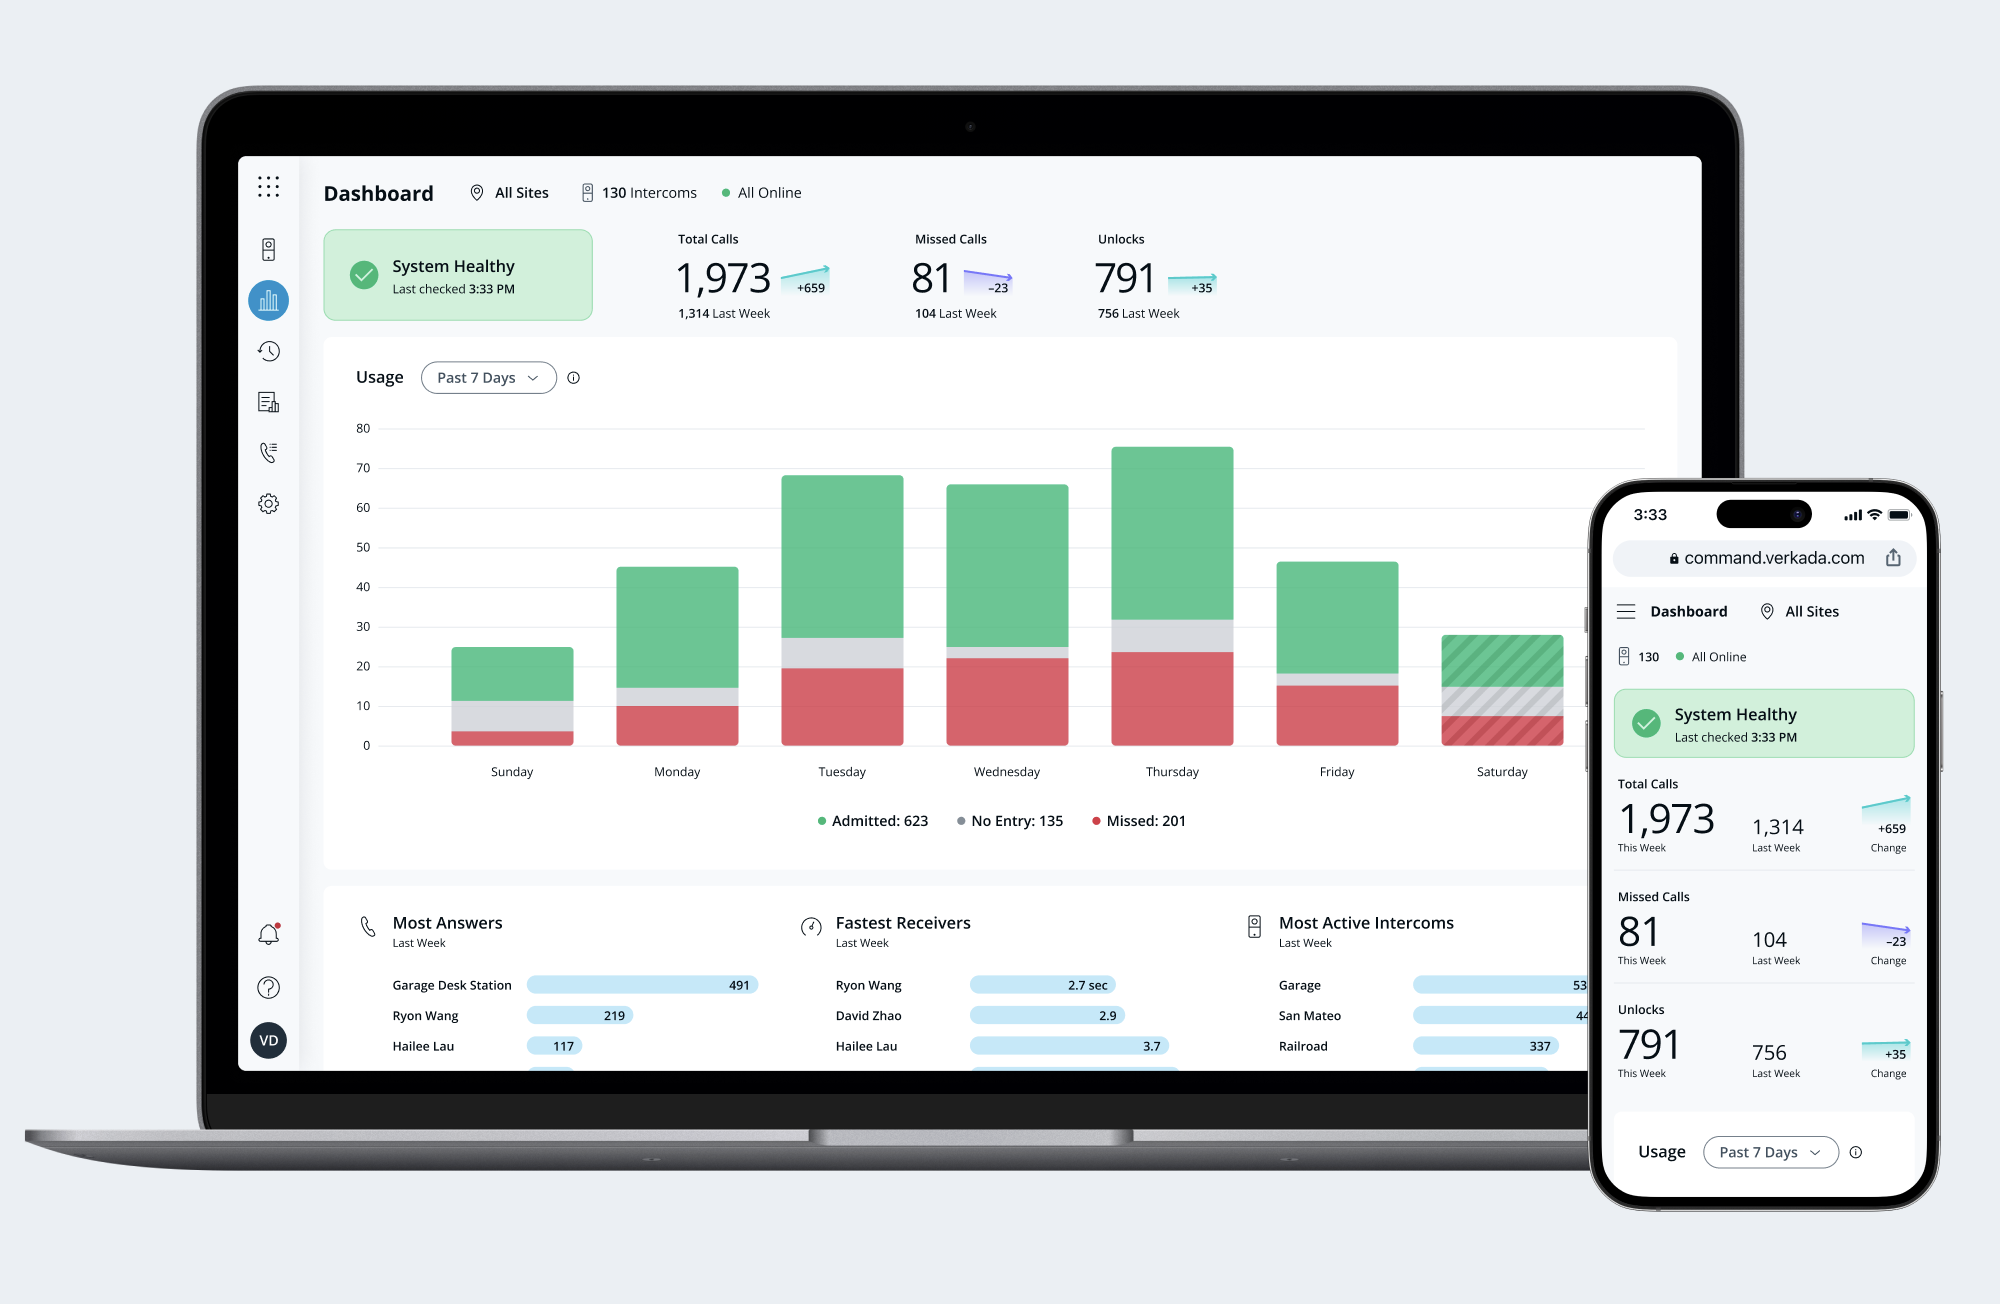 Dashboard
All Sites
130 Intercoms
All Online
System Healthy
Last checked 3:33 PM
Total Calls
1,973
+659
1,314 Last Week
Missed Calls
81
–23
104 Last Week
Unlocks
791
+35
756 Last Week
Usage
Past 7 Days
80
70
60
50
40
30
20
10
0
Sunday
Monday
Tuesday
Wednesday
Thursday
Friday
Saturday
Admitted: 623
No Entry: 135
Missed: 201
Most Answers
Last Week
Garage Desk Station 491
Ryon Wang 219
Hailee Lau 117
Fastest Receivers
Last Week
Ryon Wang 2.7 sec
David Zhao 2.9
Hailee Lau 3.7
Most Active Intercoms
Last Week
Garage
San Mateo
Railroad 337
VD
3:33
command.verkada.com
Dashboard
All Sites
130
All Online
System Healthy
Last checked 3:33 PM
Total Calls
1,973
This Week
1,314
Last Week
+659
Change
Missed Calls
81
This Week
104
Last Week
–23
Change
Unlocks
791
This Week
756
Last Week
+35
Change
Usage
Past 7 Days